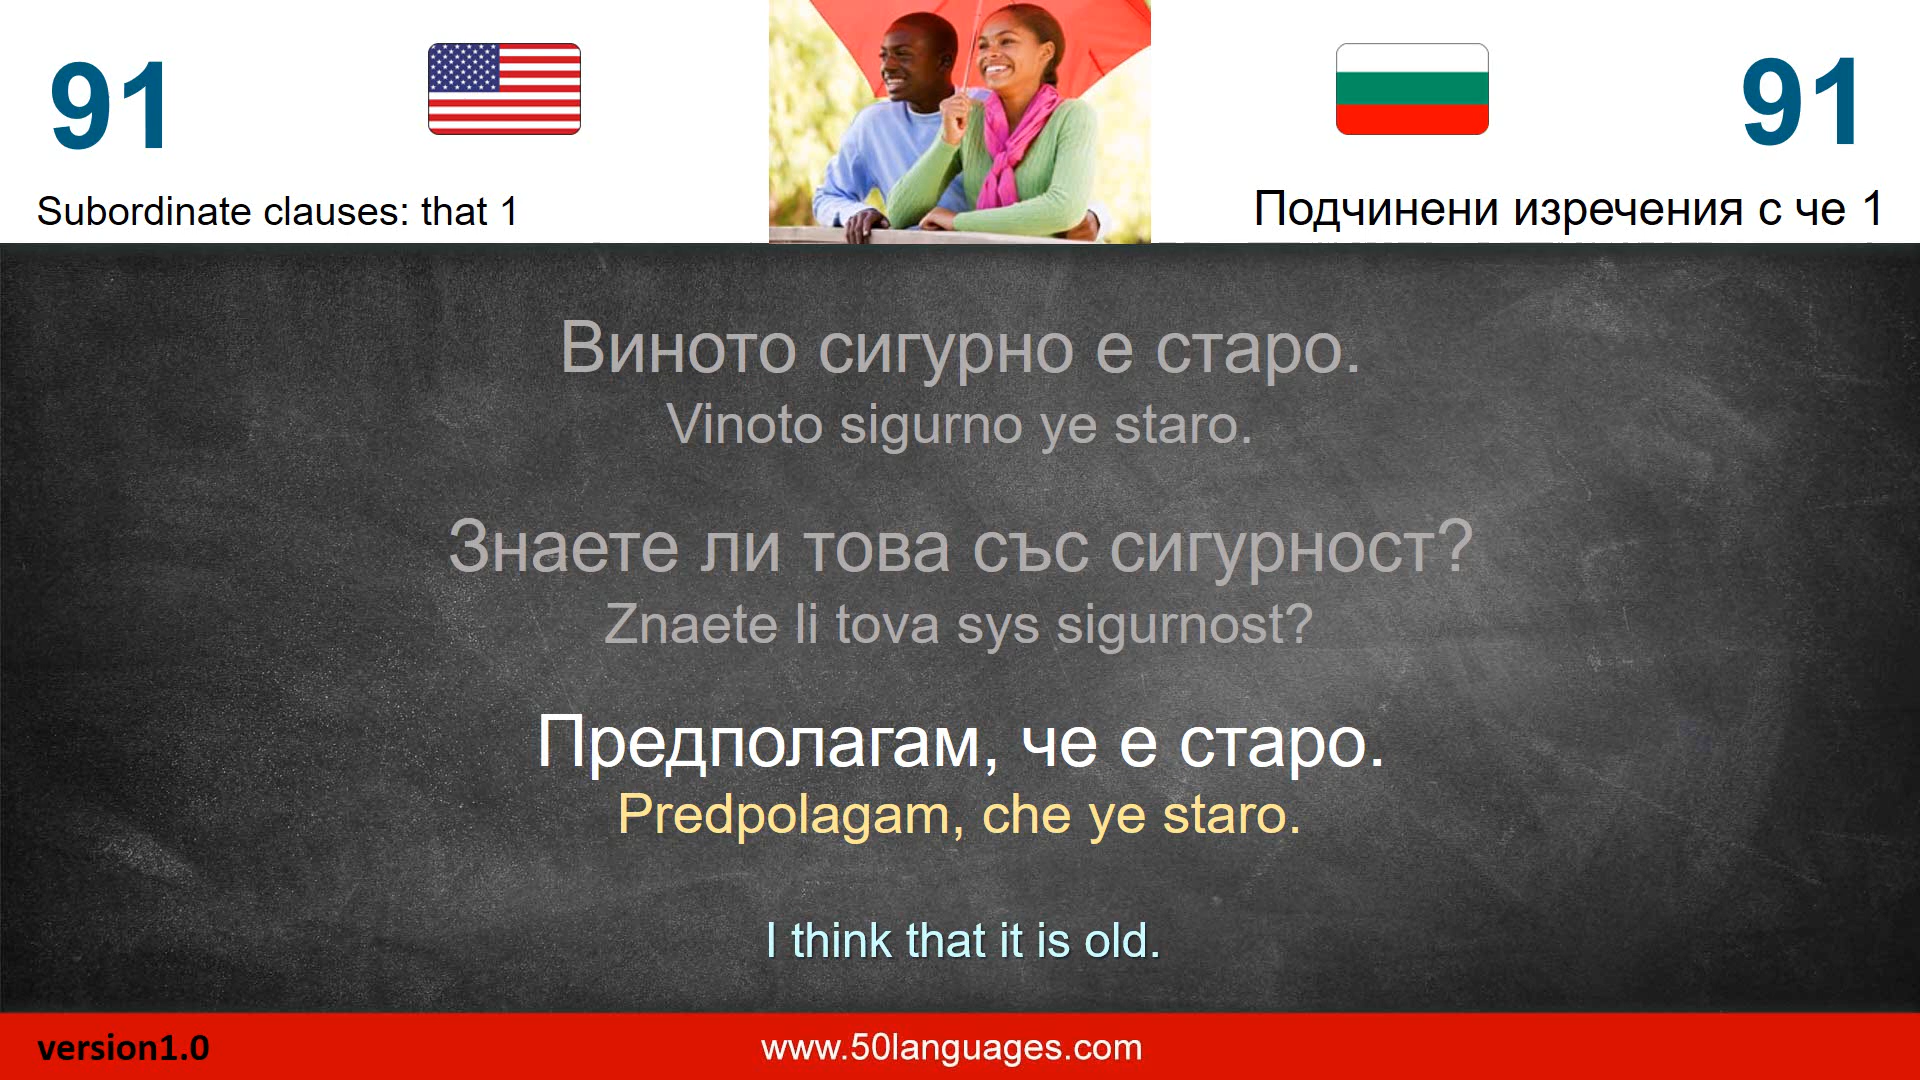 91
91
Subordinate clauses: that 1
Подчинени изречения с че 1
Виното сигурно е старо.
Vinoto sigurno ye staro.
Знаете ли това със сигурност?
Znaete li tova sys sigurnost?
Предполагам, че е старо.
Predpolagam, che ye staro.
I think that it is old.
version1.0
www.50languages.com